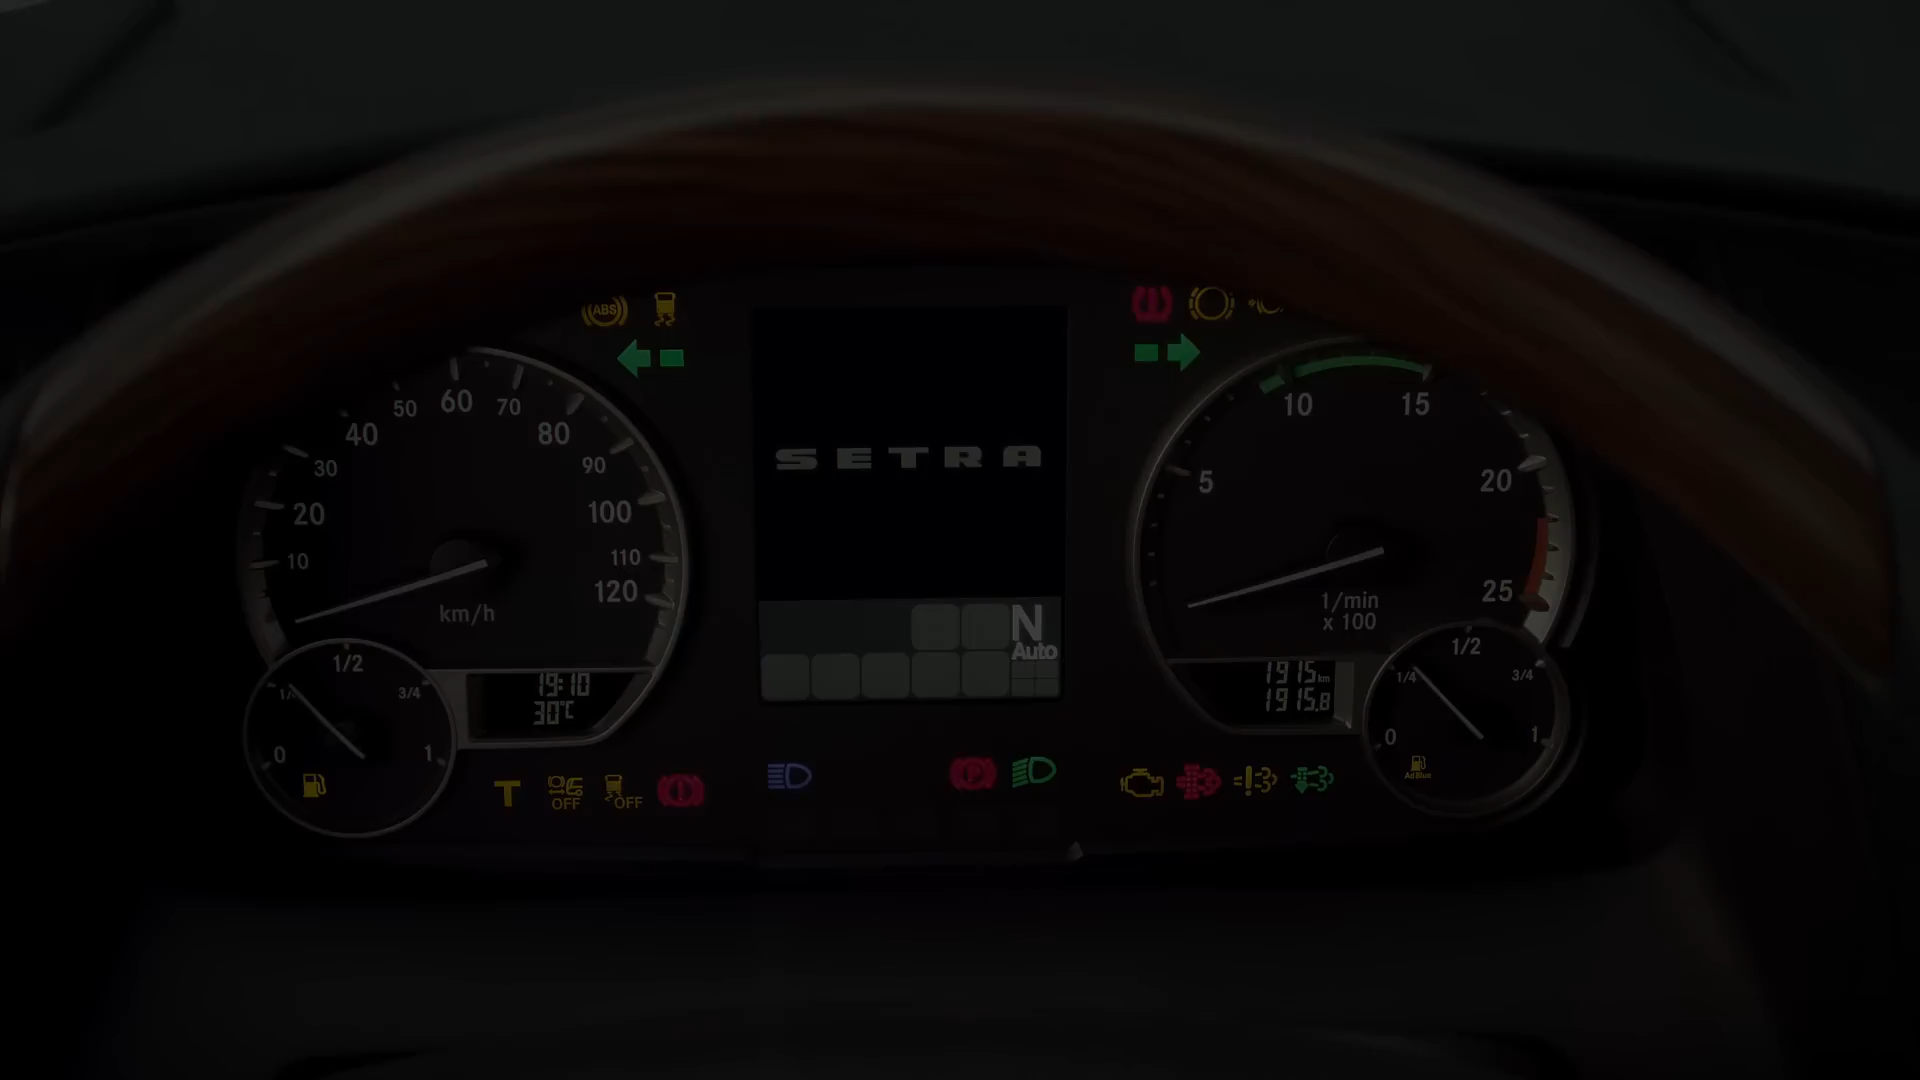 ABS
60
50
70
40
80
30
90
20
100
10
110
120
km/h
1/2
1/4
3/4
0
1
19:10
30°C
T
OFF
OFF
SETRA
N
Auto
P
10
15
5
20
25
1/min
x 100
1915 km
1915.8
1/2
1/4
3/4
0
1
AdBlue